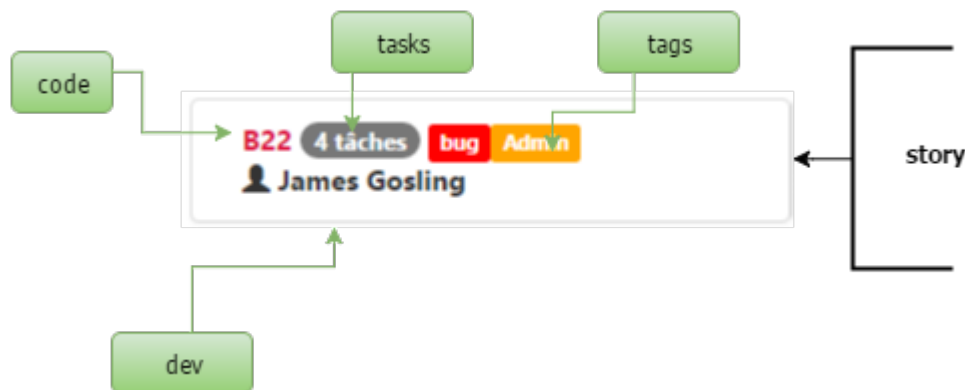 tasks
tags
code
B22 4 tâches bug Admin
James Gosling
story
dev